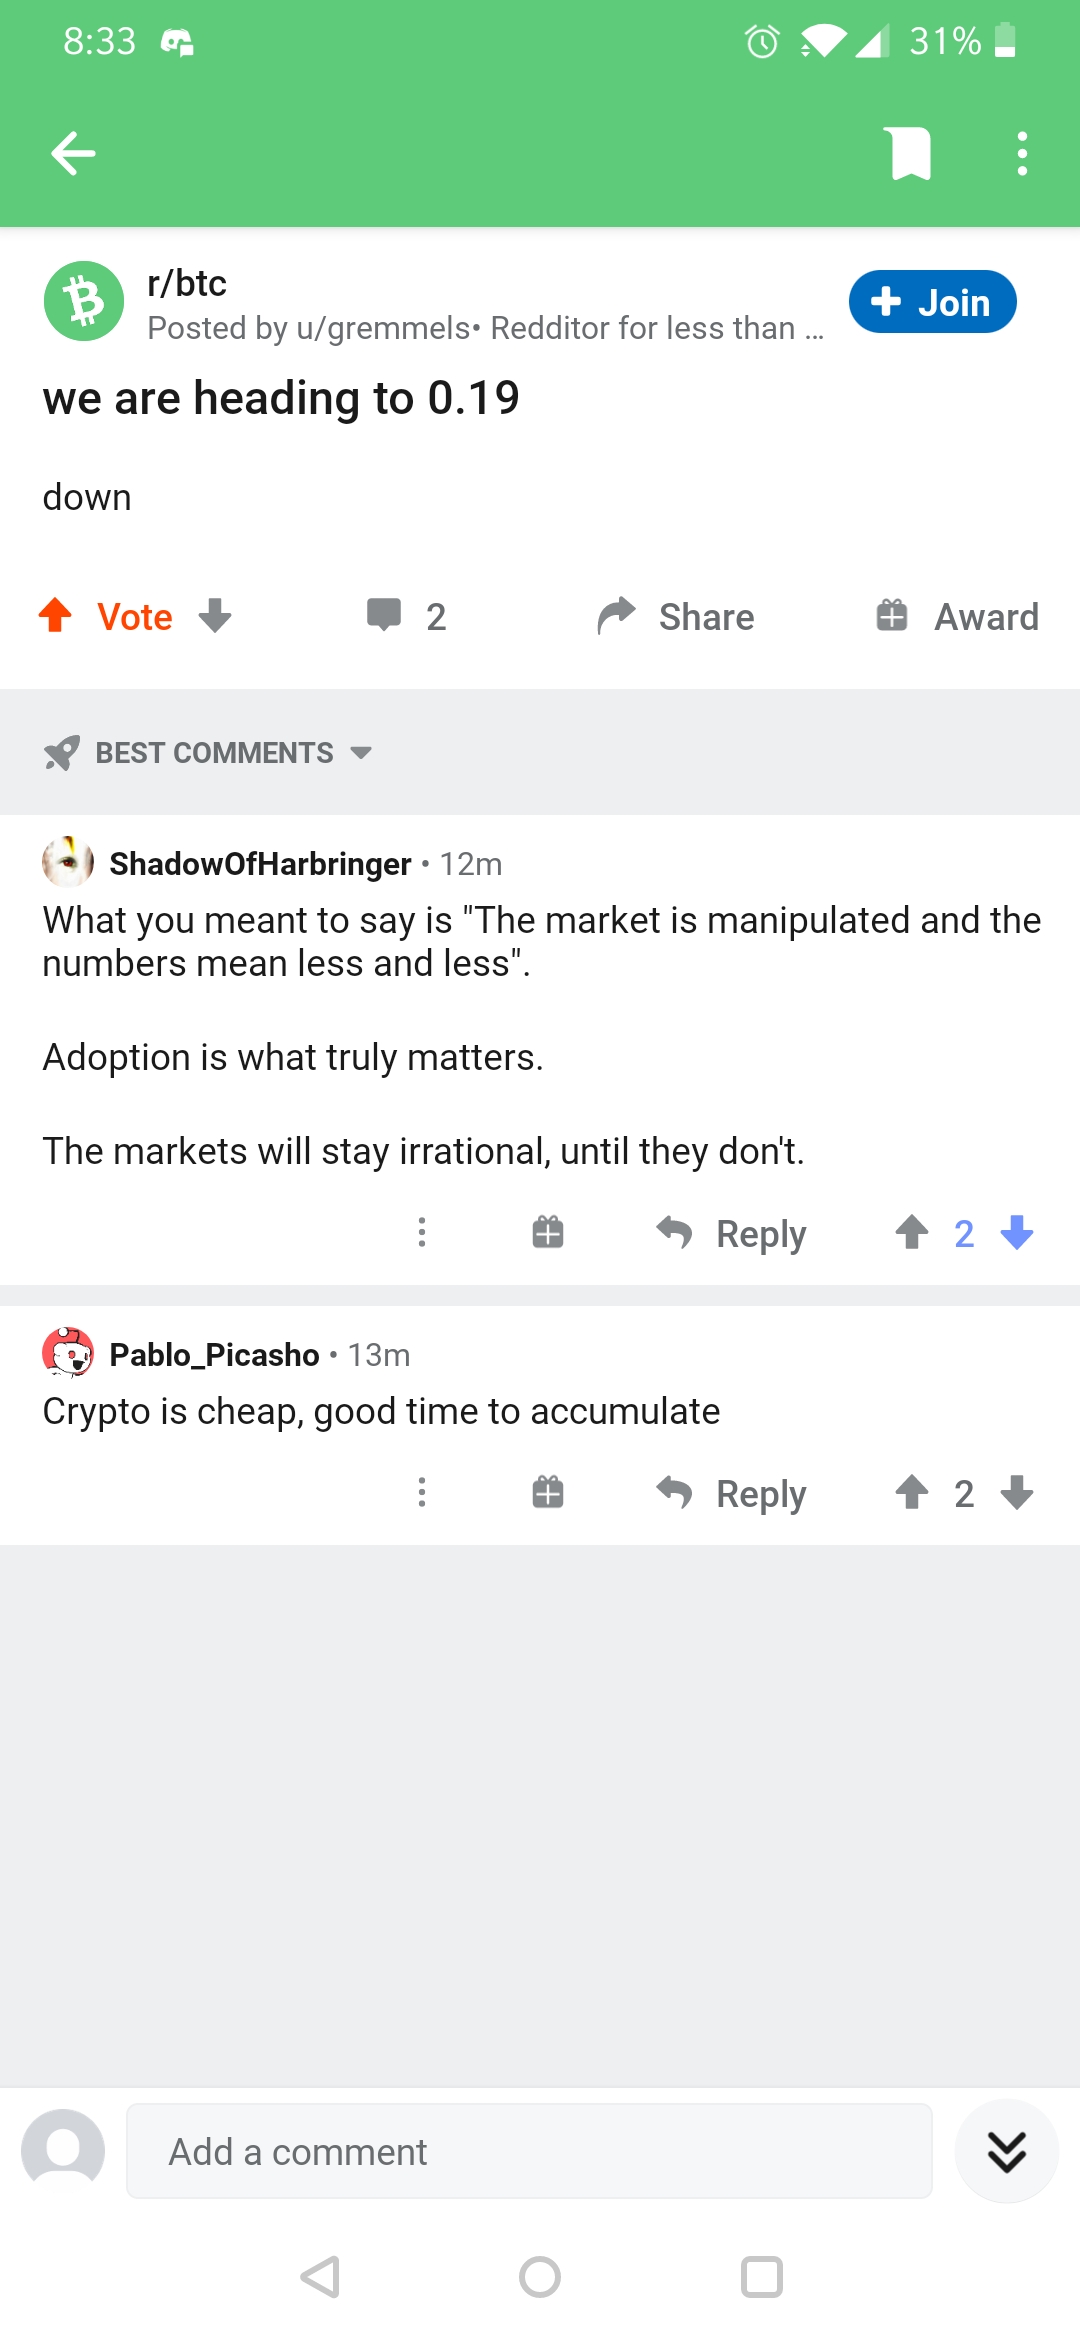 8:33
31%
r/btc
Posted by u/gremmels• Redditor for less than ...
Join
we are heading to 0.19
down
Vote
2
Share
Award
BEST COMMENTS
ShadowOfHarbringer • 12m
What you meant to say is "The market is manipulated and the
numbers mean less and less".
Adoption is what truly matters.
The markets will stay irrational, until they don't.
Reply
2
Pablo_Picasho • 13m
Crypto is cheap, good time to accumulate
Reply
2
Add a comment